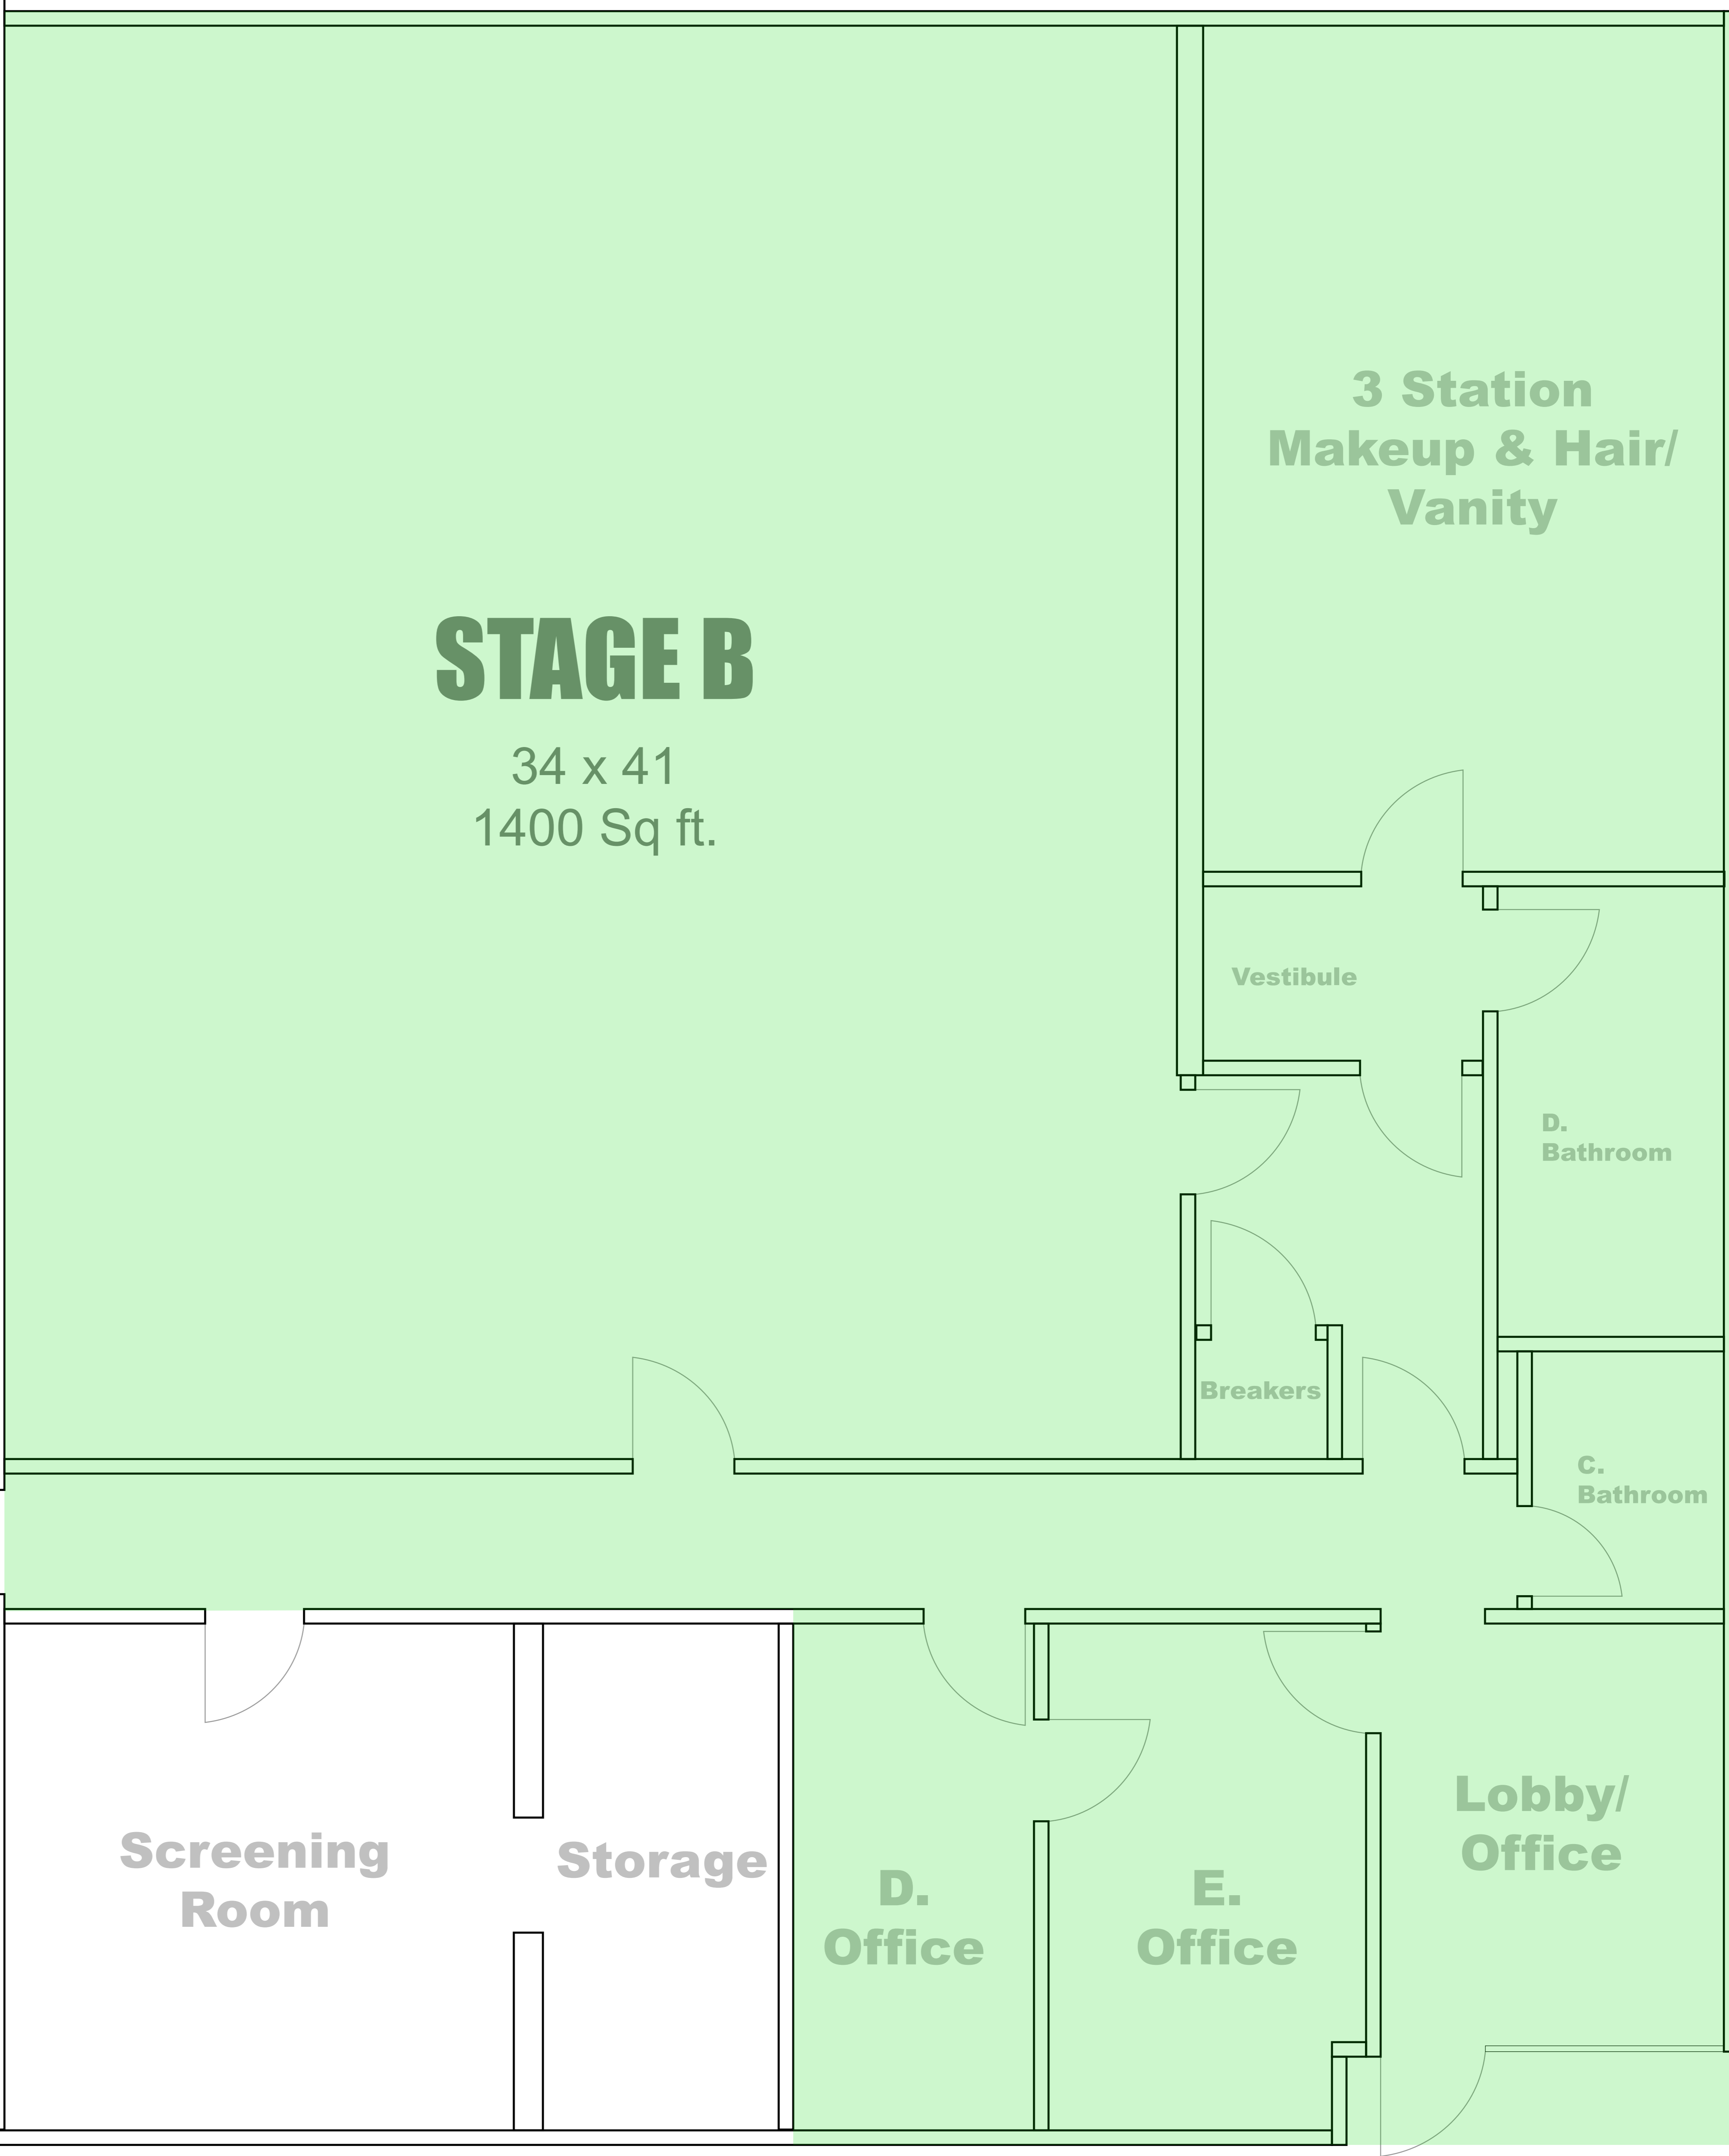 3 Station
Makeup & Hair/
Vanity
STAGE B
34 x 41
1400 Sq ft.
Vestibule
D.
Bathroom
Breakers
C.
Bathroom
Screening
Room
Storage
D.
Office
E.
Office
Lobby/
Office